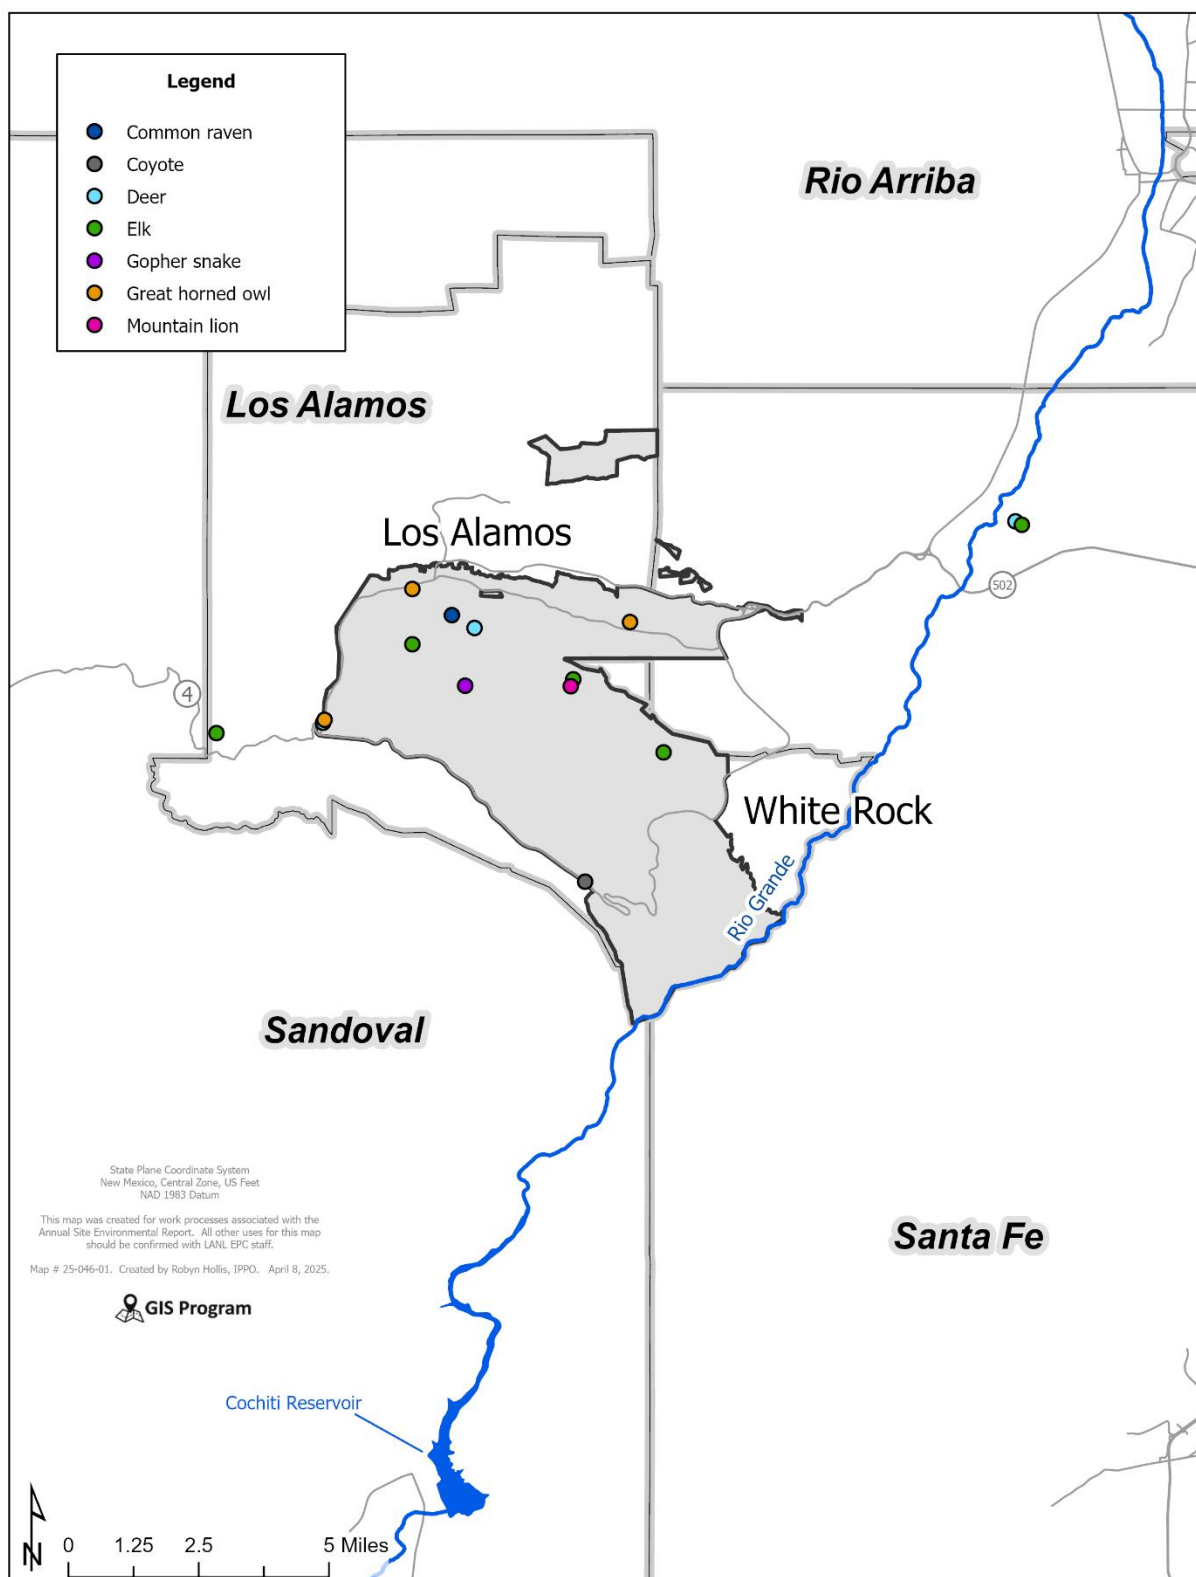 Legend
Common raven
Coyote
Deer
Elk
Gopher snake
Great horned owl
Mountain lion
Rio Arriba
Los Alamos
Los Alamos
502
4
White Rock
Rio Grande
Sandoval
State Plane Coordinate System
New Mexico, Central Zone, US Feet
NAD 1983 Datum
This map was created for work processes associated with the
Annual Site Environmental Report. All other uses for this map
should be confirmed with LANL EPC staff.
Map # 25-046-01. Created by Robyn Hollis, IPPO. April 8, 2025.
GIS Program
Santa Fe
Cochiti Reservoir
N
0 1.25 2.5 5 Miles